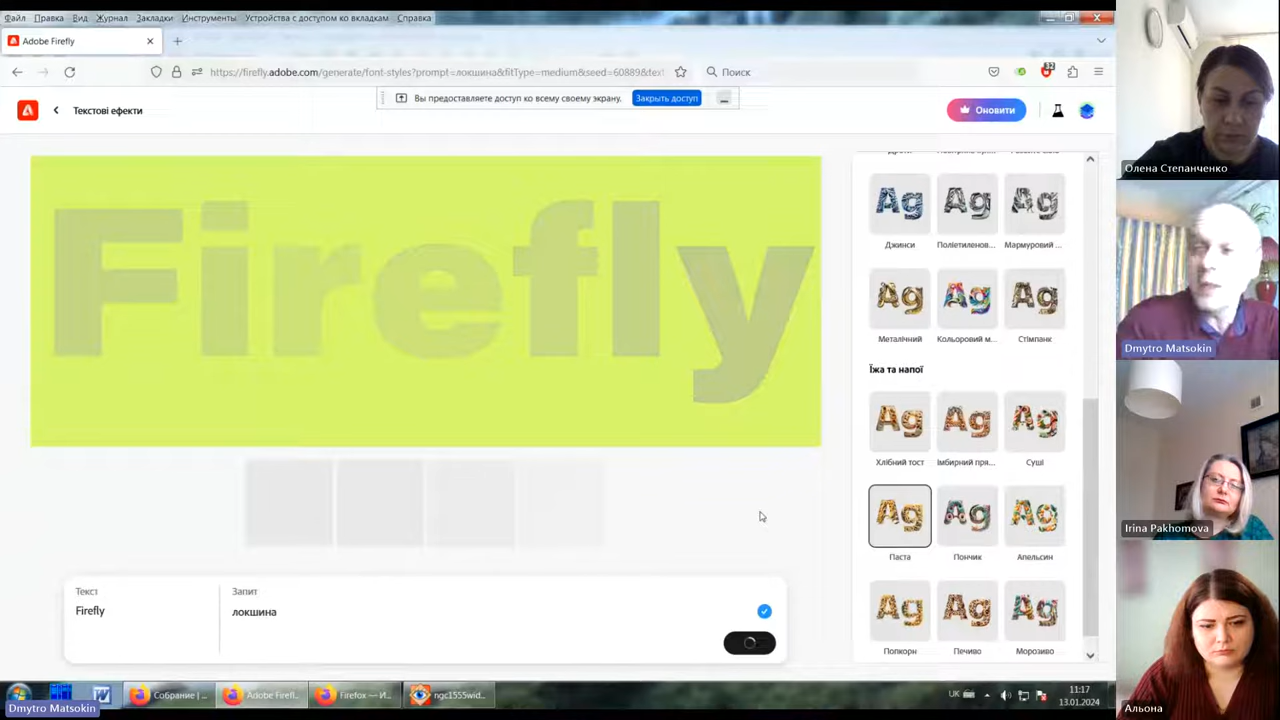 Файл Правка Вид Журнал Закладки Инструменты Устройства с доступом ко вкладкам Справка
Adobe Firefly
https://firefly.adobe.com/generate/font-styles?prompt=локшина&fitType=medium&seed=60889&tex
Поиск
32
Вы предоставляете доступ ко всему своему экрану. Закрыть доступ
Текстові ефекти
Оновити
Firefly
Ag Ag Ag
Джинси Поліетиленов... Мармуровий ...
Ag Ag Ag
Металічний Кольоровий м... Стімпанк
Їжа та напої
Ag Ag Ag
Хлібний тост Імбирний пря... Суші
Ag Ag Ag
Паста Пончик Апельсин
Ag Ag Ag
Попкорн Печиво Морозиво
Текст
Firefly
Запит
локшина
Собрание | ...
Adobe Firefl...
Firefox — И...
ngc1555wid...
UK
11:17
13.01.2024
Dmytro Matsokin
Олена Степанченко
Dmytro Matsokin
Irina Pakhomova
Альона